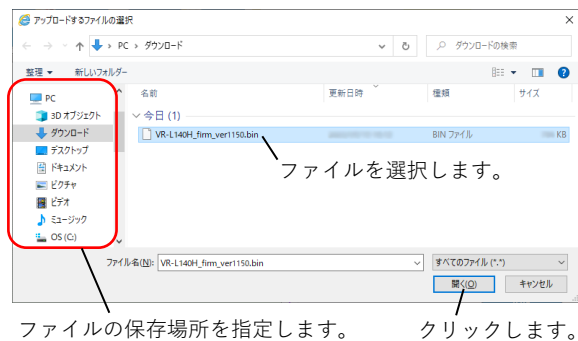 アップロードするファイルの選択
PC › ダウンロード
ダウンロードの検索
整理 新しいフォルダー
名前 更新日時 種類 サイズ
PC
3D オブジェクト
ダウンロード
デスクトップ
ドキュメント
ピクチャ
ビデオ
ミュージック
OS (C:)
今日 (1)
VR-L140H_firm_ver1150.bin BIN ファイル KB
ファイルを選択します。
ファイル名(N): VR-L140H_firm_ver1150.bin すべてのファイル (*.*)
開く(O) キャンセル
ファイルの保存場所を指定します。 クリックします。